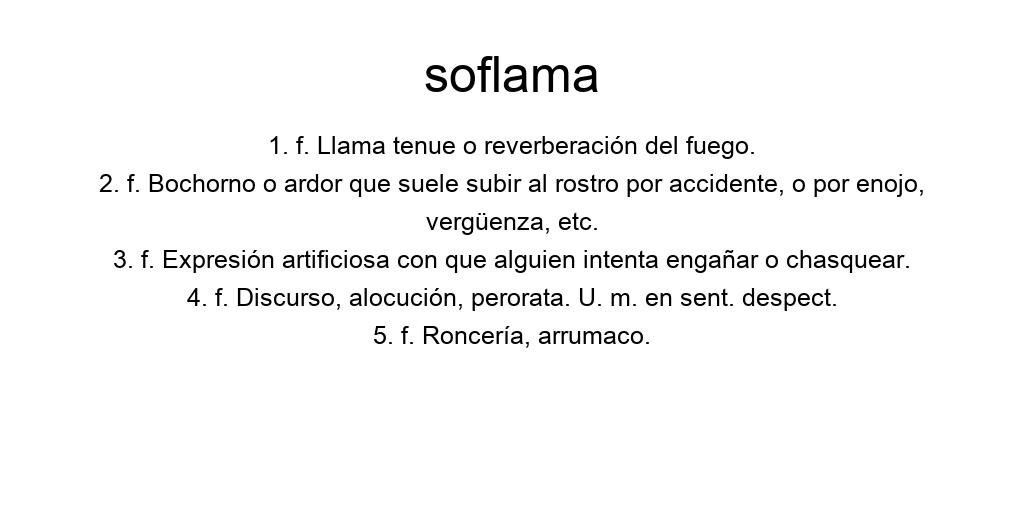 soflama
1. f. Llama tenue o reverberación del fuego.
2. f. Bochorno o ardor que suele subir al rostro por accidente, o por enojo,
vergüenza, etc.
3. f. Expresión artificiosa con que alguien intenta engañar o chasquear.
4. f. Discurso, alocución, perorata. U. m. en sent. despect.
5. f. Roncería, arrumaco.